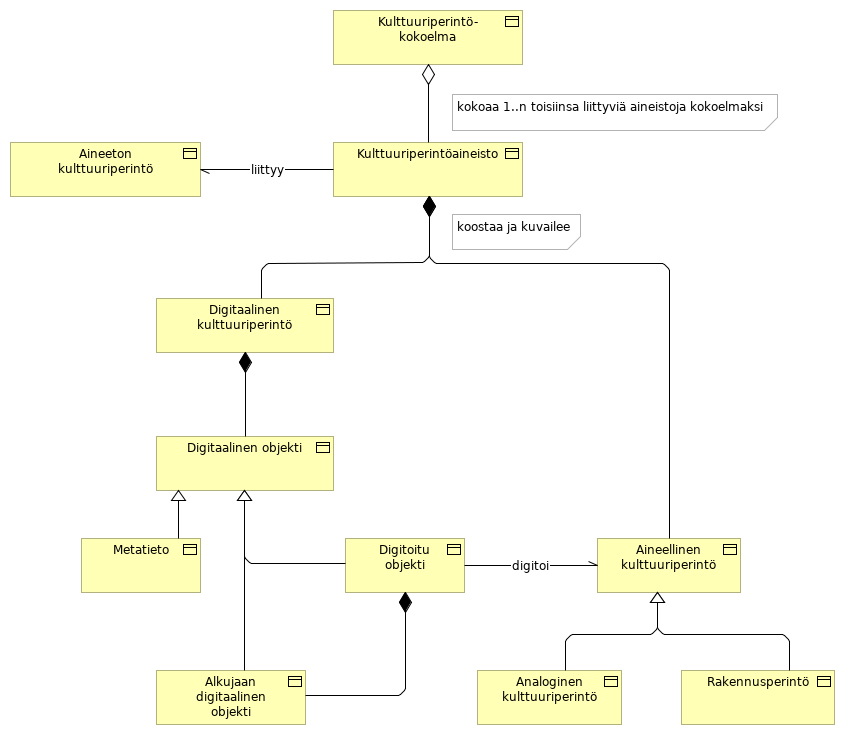 Kulttuuriperintö-
kokoelma
kokoaa 1..n toisiinsa liittyviä aineistoja kokoelmaksi
Aineeton
kulttuuriperintö
liittyy
Kulttuuriperintöaineisto
koostaa ja kuvailee
Digitaalinen
kulttuuriperintö
Digitaalinen objekti
Metatieto
Digitoitu
objekti
digitoi
Aineellinen
kulttuuriperintö
Alkujaan
digitaalinen
objekti
Analoginen
kulttuuriperintö
Rakennusperintö